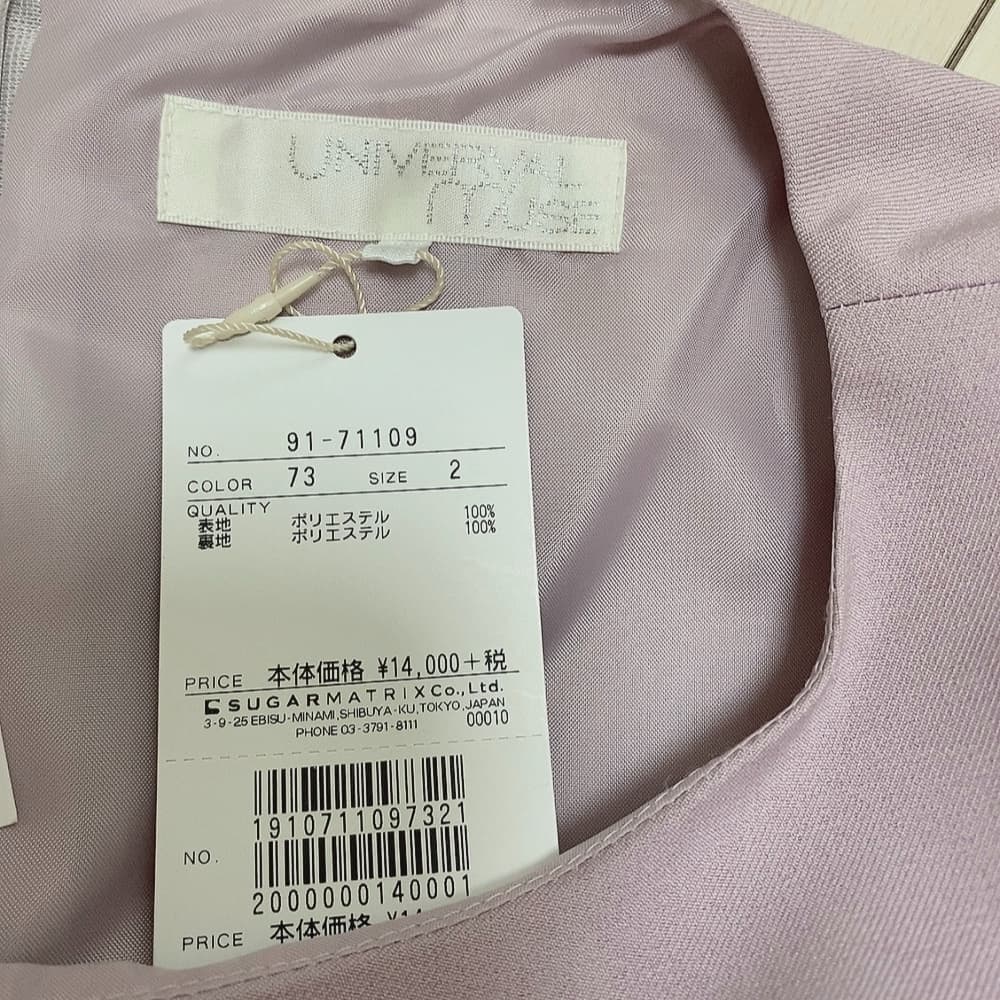 UNIVERVAL
MUSE
NO. 91-71109
COLOR 73 SIZE 2
QUALITY
表地 ポリエステル 100%
裏地 ポリエステル 100%
PRICE 本体価格 ¥14,000+税
SUGARMATRIX Co., Ltd.
3-9-25 EBISU-MINAMI, SHIBUYA-KU, TOKYO, JAPAN
PHONE 03-3791-8111 00010
1910711097321
NO.
2000000140001
PRICE 本体価格